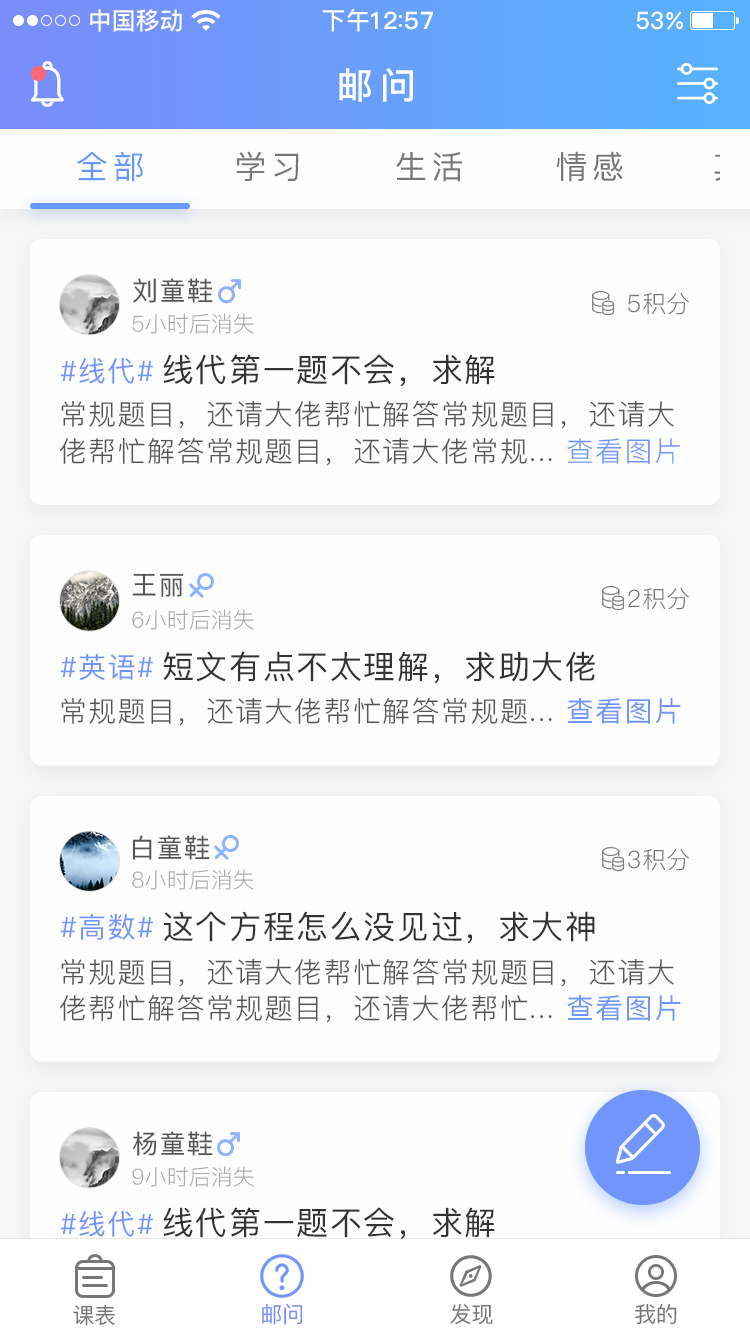 中国移动 下午12:57 53%
邮问
全部 学习 生活 情感
刘童鞋 5积分
5小时后消失
#线代# 线代第一题不会，求解
常规题目，还请大佬帮忙解答常规题目，还请大
佬帮忙解答常规题目，还请大佬常规... 查看图片
王丽 2积分
6小时后消失
#英语# 短文有点不太理解，求助大佬
常规题目，还请大佬帮忙解答常规题... 查看图片
白童鞋 3积分
8小时后消失
#高数# 这个方程怎么没见过，求大神
常规题目，还请大佬帮忙解答常规题目，还请大
佬帮忙解答常规题目，还请大佬帮忙... 查看图片
杨童鞋
9小时后消失
#线代# 线代第一题不会，求解
课表 邮问 发现 我的